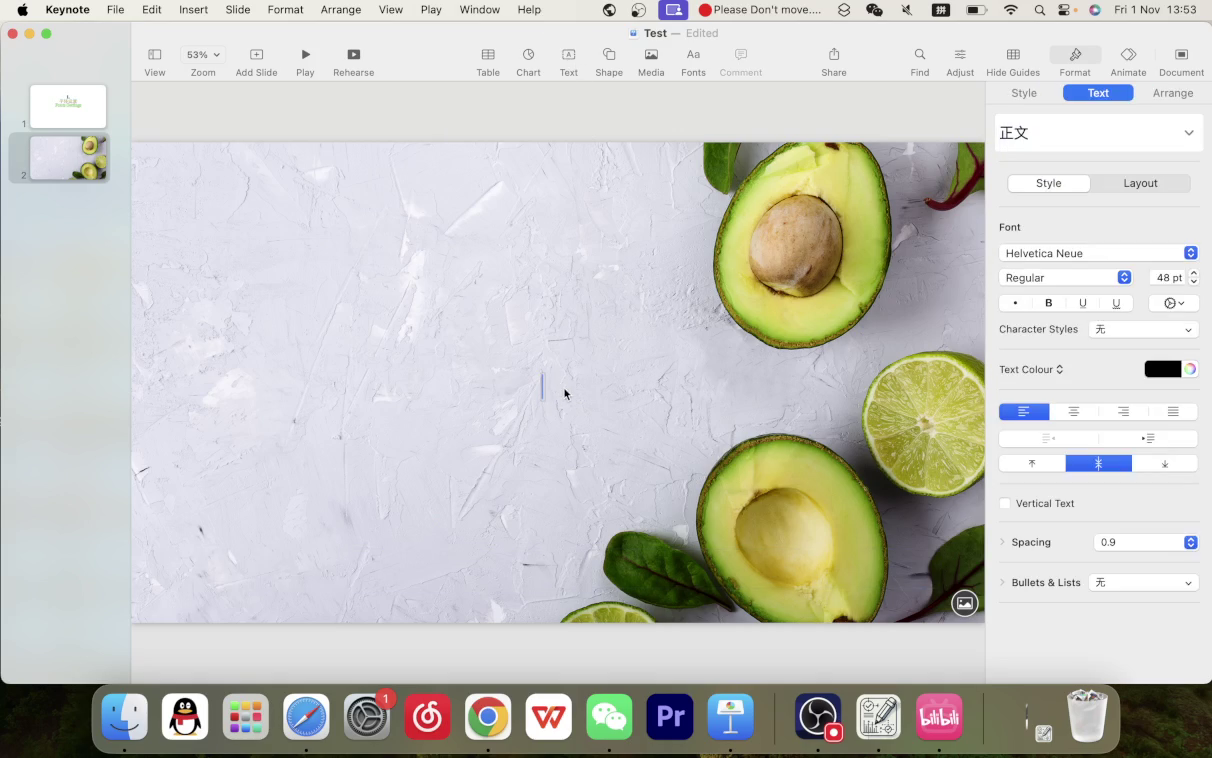 Keynote File Edit Insert Slide Format Arrange View Play Window Help Please Don't move.... 拼 Fri 1 Nov 13:53
Test — Edited
53%
View Zoom Add Slide Play Rehearse Table Chart Text Shape Media Fonts Comment Share Find Adjust Hide Guides Format Animate Document
Style Text Arrange
1
2
正文
Style Layout
Font
Helvetica Neue
Regular 48 pt
B U U
Character Styles 无
Text Colour
Vertical Text
Spacing 0.9
Bullets & Lists 无
1
Pr
bilibili